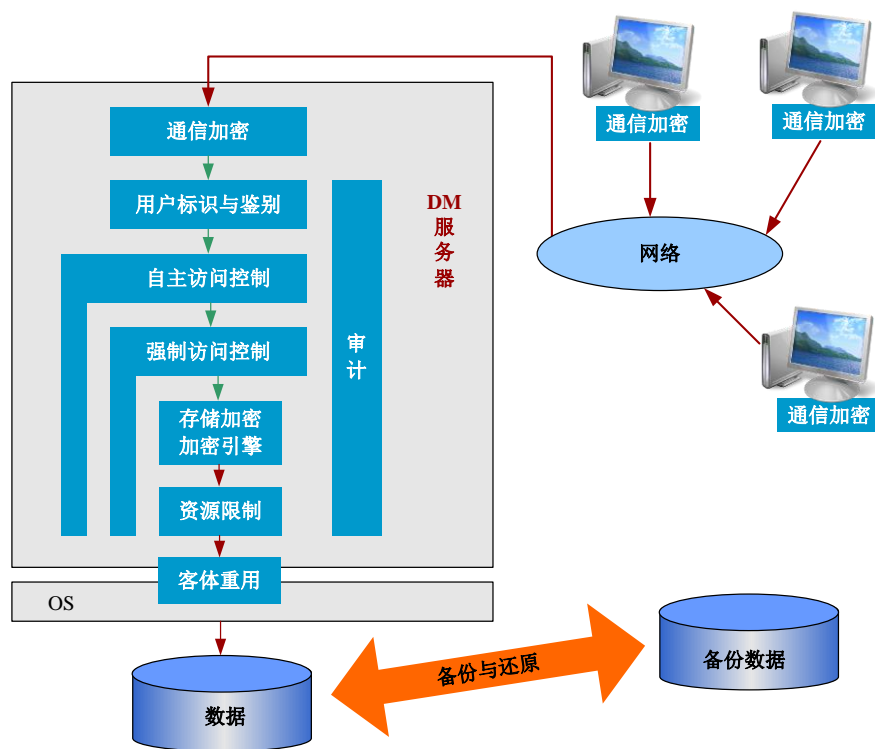 通信加密
用户标识与鉴别
自主访问控制
强制访问控制
存储加密
加密引擎
资源限制
客体重用
审
计
DM
服
务
器
OS
数据
备份与还原
备份数据
通信加密
通信加密
网络
通信加密